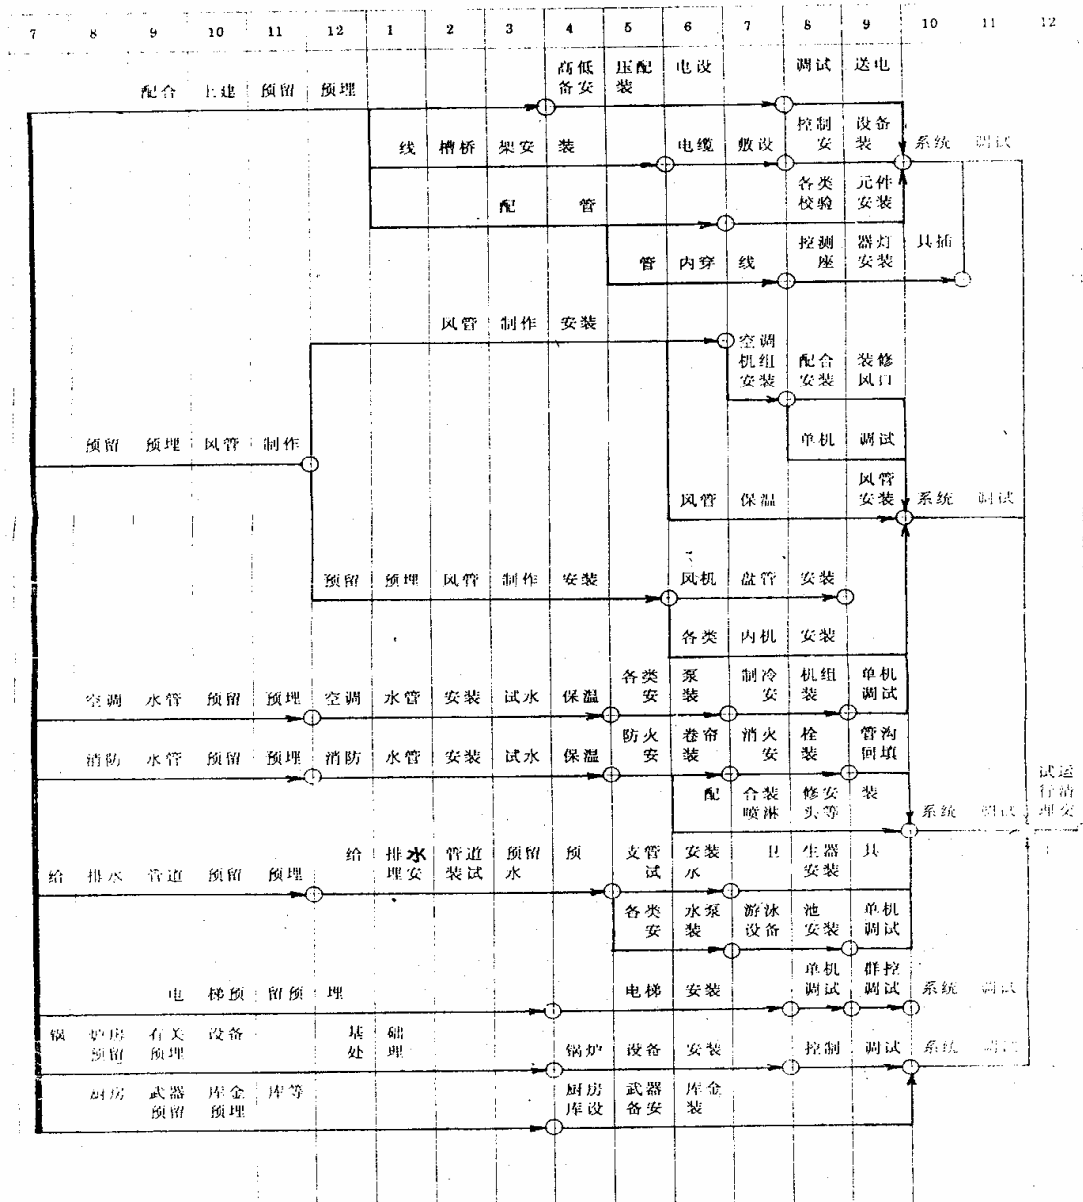 7 8 9 10 11 12 1 2 3 4 5 6 7 8 9 10 11 12
高低 压配 电设 调试 送电
配合 土建 预留 预埋 备安 装
控制 设备
线 槽桥 架安 装 电缆 敷设 安 装 系统 调试
各类 元件
配 管 校验 安装
控测 器灯 具插
管 内穿 线 座 安装
风管 制作 安装
空调
机组 配合 装修
安装 安装 风口
预留 预埋 风管 制作 单机 调试
风管
风管 保温 安装 系统 调试
预留 预埋 风管 制作 安装 风机 盘管 安装
各类 内机 安装
各类 泵 制冷 机组 单机
空调 水管 预留 预埋 空调 水管 安装 试水 保温 安 装 安 装 调试
防火 卷帘 消火 栓 管沟
消防 水管 预留 预埋 消防 水管 安装 试水 保温 安 装 安 装 回填
试运
配 合装 修安 装 行清
喷淋 头等 系统 调试 理交
给 排水 管道 预留 预 支管 安装 卫 生器 具
给 排水 管道 预留 预埋 埋安 装试 水 试 水 安装
各类 水泵 游泳 池 单机
安 装 设备 安装 调试
单机 群控
电 梯预 留预 埋 电梯 安装 调试 调试 系统 调试
锅 炉房 有关 设备 基 础
预留 预埋 处 理 锅炉 设备 安装 控制 调试 系统 调试
厨房 武器 库金 库等 厨房 武器 库金
预留 预埋 库设 备安 装